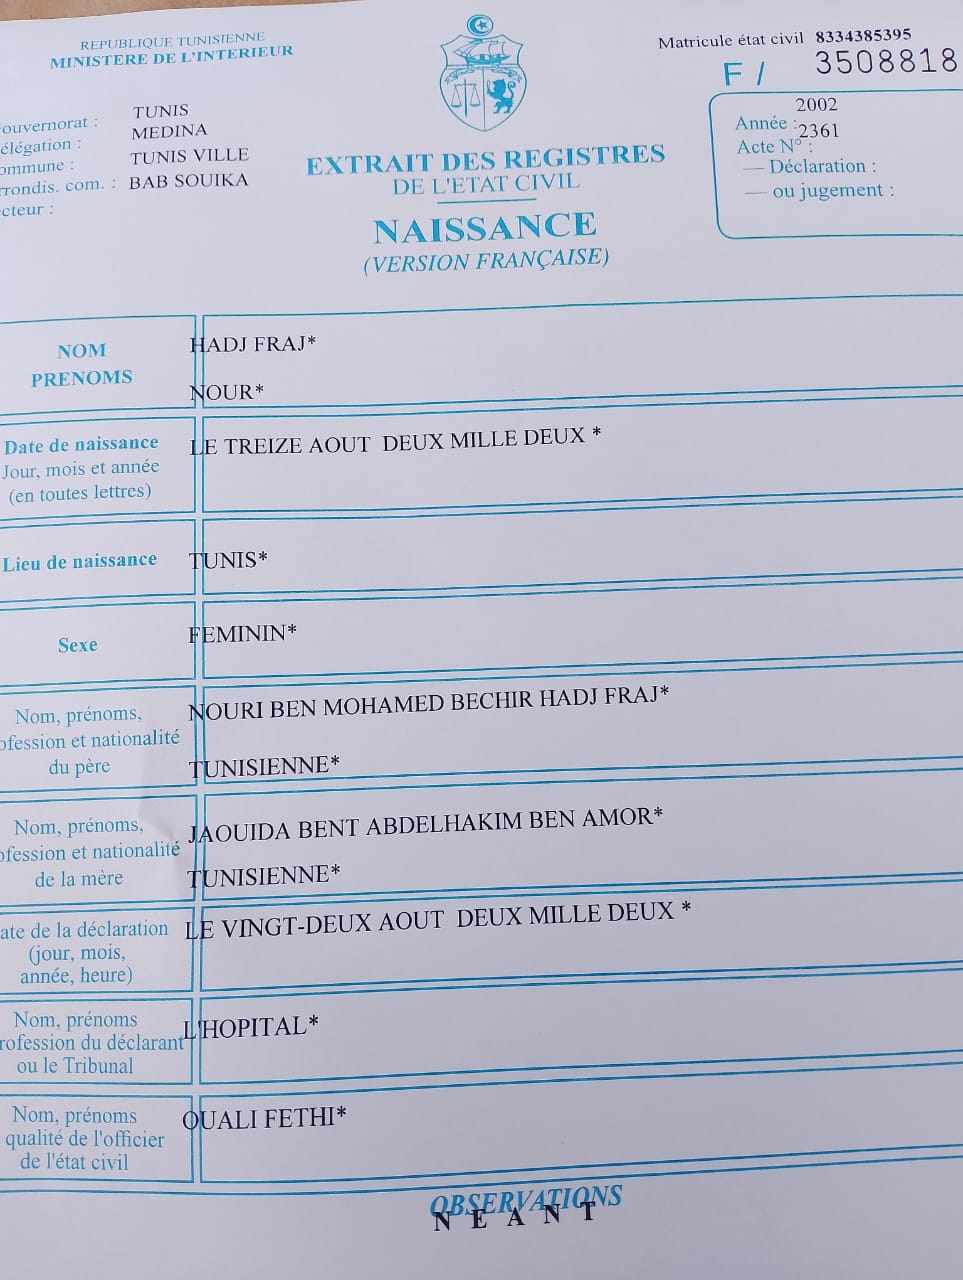 REPUBLIQUE TUNISIENNE
MINISTERE DE L'INTERIEUR
Matricule état civil 8334385395
F / 3508818
ouvernorat : TUNIS
élégation : MEDINA
ommune : TUNIS VILLE
rrondis. com. : BAB SOUIKA
cteur :
EXTRAIT DES REGISTRES
DE L'ETAT CIVIL
NAISSANCE
(VERSION FRANÇAISE)
2002
Année :
2361
Acte N° :
— Déclaration :
— ou jugement :
NOM
PRENOMS
HADJ FRAJ*
NOUR*
Date de naissance
Jour, mois et année
(en toutes lettres)
LE TREIZE AOUT DEUX MILLE DEUX *
Lieu de naissance
TUNIS*
Sexe
FEMININ*
Nom, prénoms,
ofession et nationalité
du père
NOURI BEN MOHAMED BECHIR HADJ FRAJ*
TUNISIENNE*
Nom, prénoms,
ofession et nationalité
de la mère
JAOUIDA BENT ABDELHAKIM BEN AMOR*
TUNISIENNE*
ate de la déclaration
(jour, mois,
année, heure)
LE VINGT-DEUX AOUT DEUX MILLE DEUX *
Nom, prénoms
rofession du déclarant
ou le Tribunal
L'HOPITAL*
Nom, prénoms
qualité de l'officier
de l'état civil
OUALI FETHI*
OBSERVATIONS
N E A N T